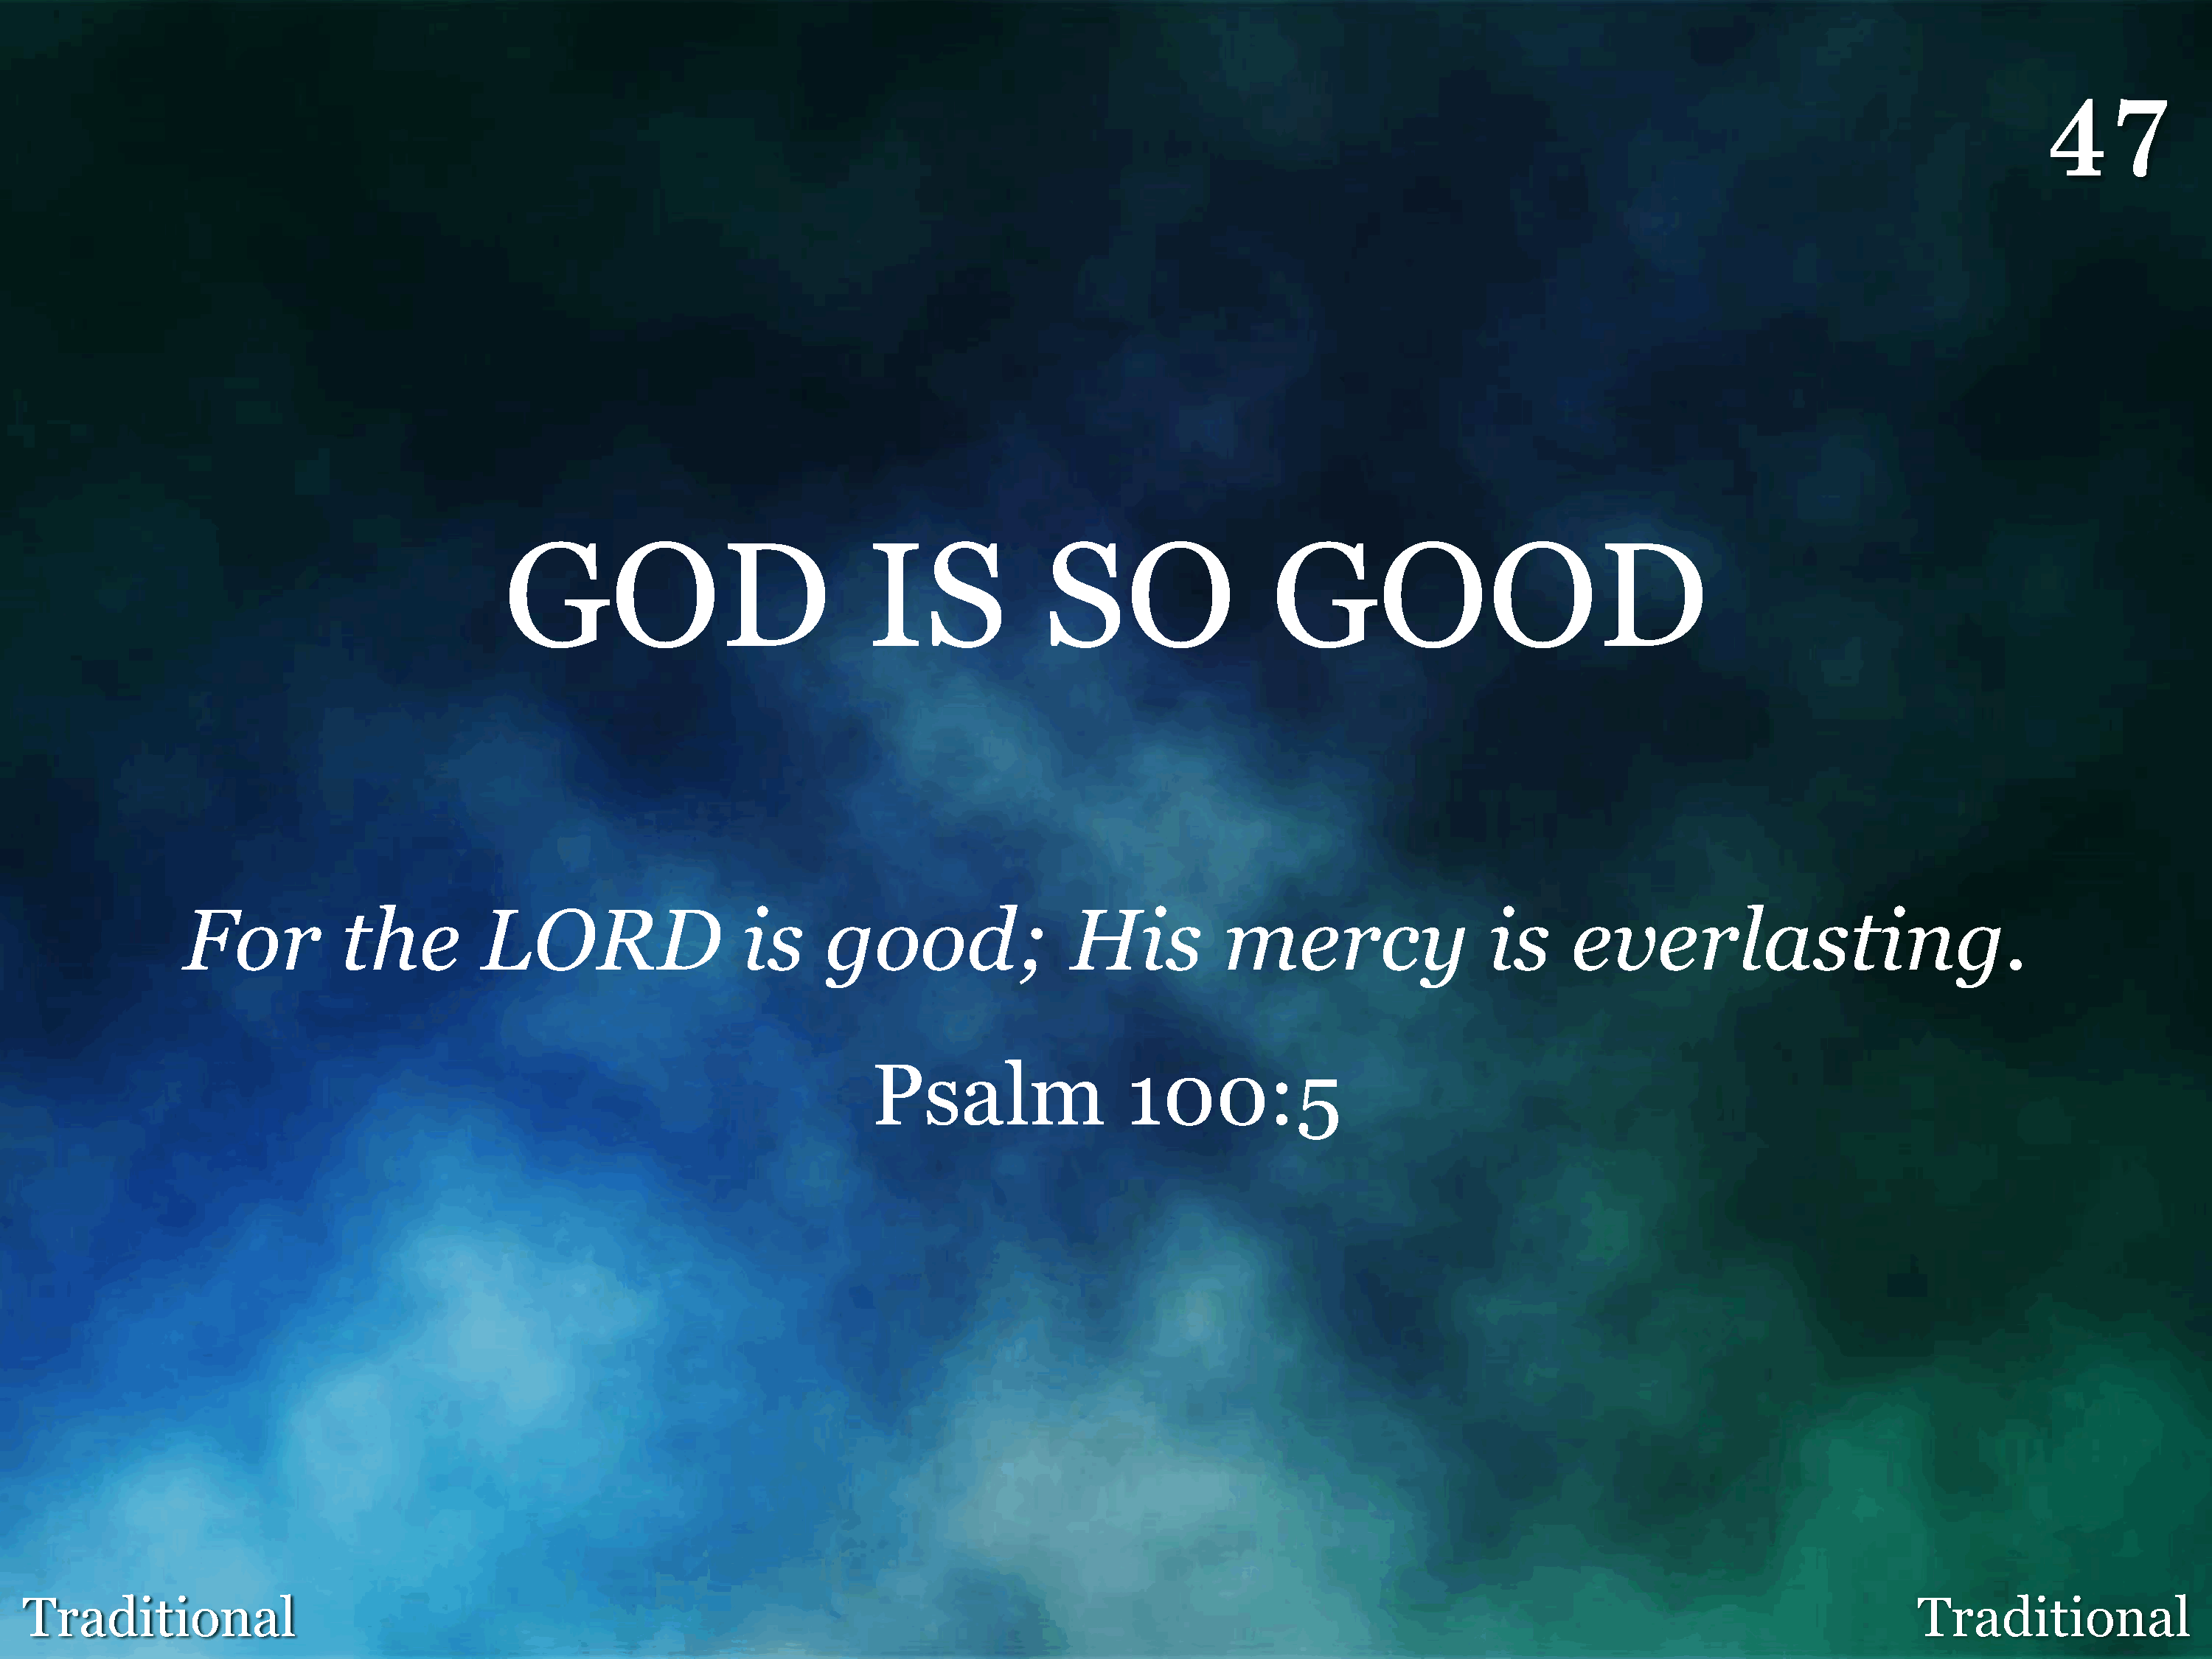 47
GOD IS SO GOOD
For the LORD is good; His mercy is everlasting.
Psalm 100:5
Traditional
Traditional